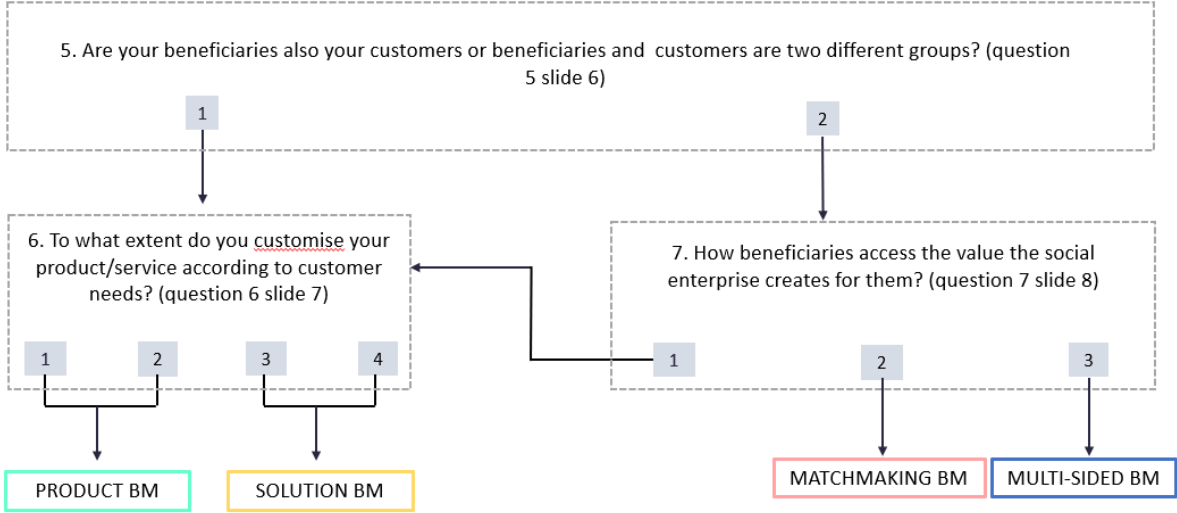 5. Are your beneficiaries also your customers or beneficiaries and  customers are two different groups? (question
5 slide 6)
1
2
6. To what extent do you customise your
product/service according to customer
needs? (question 6 slide 7)
1
2
3
4
7. How beneficiaries access the value the social
enterprise creates for them? (question 7 slide 8)
1
2
3
PRODUCT BM
SOLUTION BM
MATCHMAKING BM
MULTI-SIDED BM